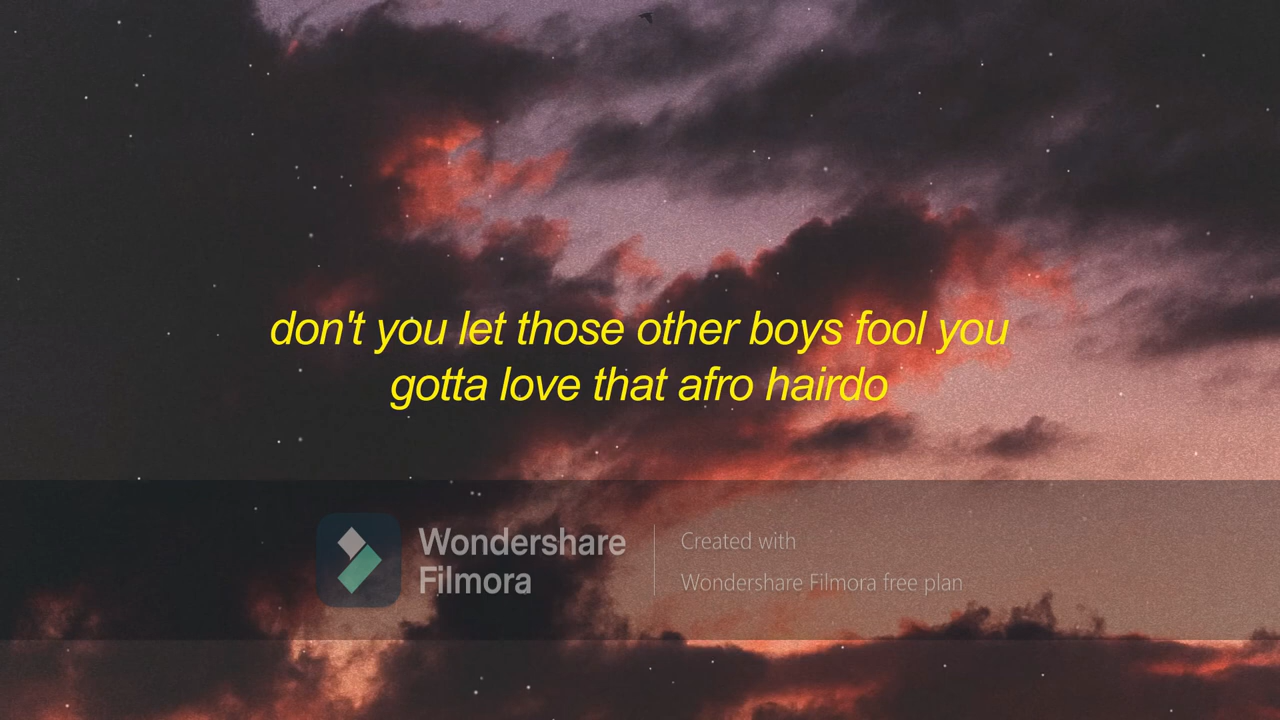 don't you let those other boys fool you
gotta love that afro hairdo
Wondershare
Filmora
Created with
Wondershare Filmora free plan